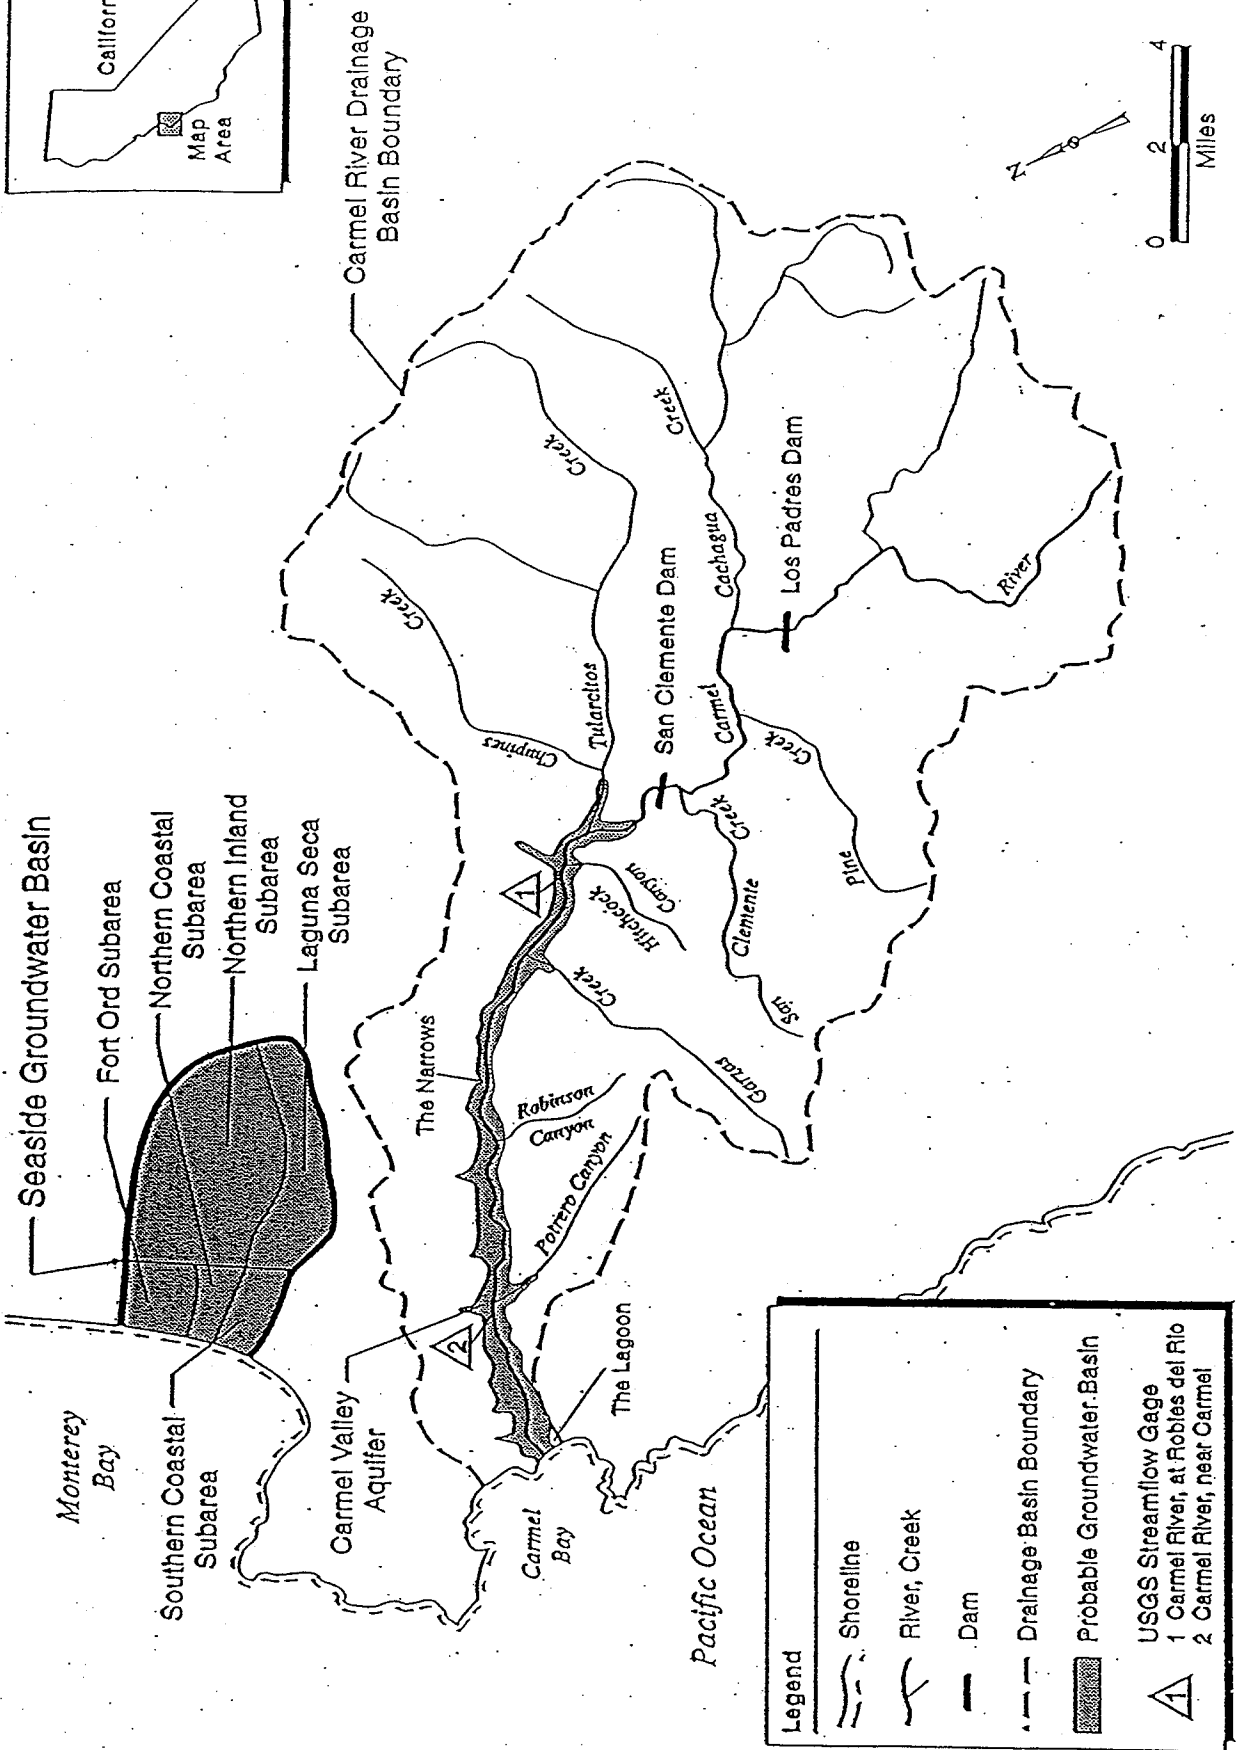 Seaside Groundwater Basin
Fort Ord Subarea
Northern Coastal
Subarea
Northern Inland
Subarea
Laguna Seca
Subarea
Monterey
Bay
Southern Coastal
Subarea
Carmel Valley
Aquifer
2
The Narrows
1
Carmel River Drainage
Basin Boundary
Map
Area
Chupines
Creek
Tularcitos
Creek
San Clemente Dam
Carmel
Cachagua
Creek
Los Padres Dam
River
Pine
Creek
San
Clemente
Creek
Hitchcock
Canyon
Garzas
Creek
Robinson
Canyon
Potrero Canyon
The Lagoon
Carmel
Bay
Pacific Ocean
N
0 2 4
Miles
Legend
Shoreline
River, Creek
Dam
Drainage Basin Boundary
Probable Groundwater Basin
1
USGS Streamflow Gage
1 Carmel River, at Robles del Rio
2 Carmel River, near Carmel